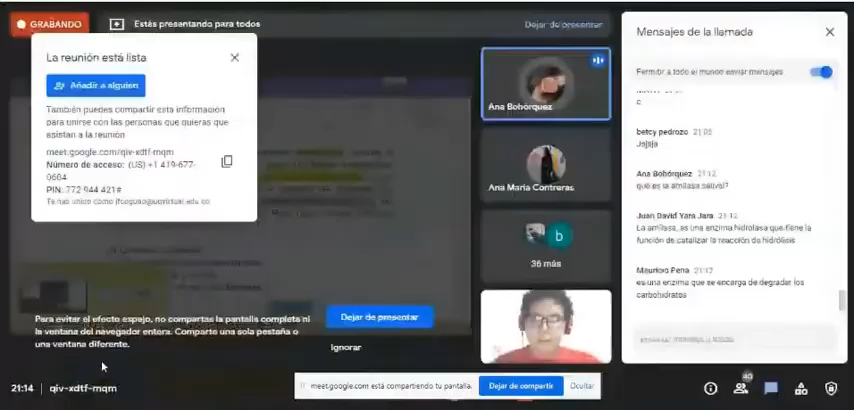 GRABANDO
Estás presentando para todos
Dejar de presentar
La reunión está lista
Añadir a alguien
También puedes compartir esta información
para unirse con las personas que quieras que
asistan a la reunión
meet.google.com/qiv-xdtf-mqm
Número de acceso: (US) +1 419-677-
0604
PIN: 772 944 421#
Para evitar el efecto espejo, no compartas la pantalla completa ni
la ventana del navegador entera. Comparte una sola pestaña o
una ventana diferente.
Dejar de presentar
Ignorar
Ana Bohórquez
Ana María Contreras
b
36 más
Mensajes de la llamada
Permitir a todo el mundo enviar mensajes
c
betcy pedrozo 21:05
Jajaja
Ana Bohórquez 21:12
que es la amilasa salival?
Juan David Yara Jara 21:12
La amilasa, es una enzima hidrolasa que tiene la
función de catalizar la reacción de hidrólisis
Mauricio Pena 21:12
es una enzima que se encarga de degradar los
carbohidratos
21:14 | qiv-xdtf-mqm
meet.google.com está compartiendo tu pantalla.
Dejar de compartir
Ocultar
40